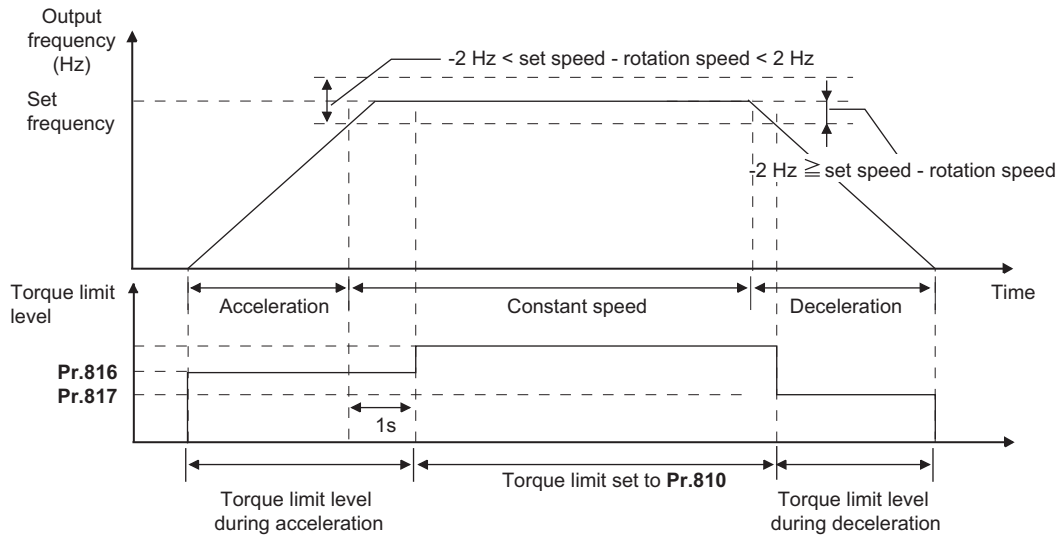 Output
frequency
(Hz)
-2 Hz < set speed - rotation speed < 2 Hz
Set
frequency
-2 Hz ≧ set speed - rotation speed
Time
Torque limit
level
Acceleration
Constant speed
Deceleration
Pr.816
Pr.817
1s
Torque limit level
during acceleration
Torque limit set to Pr.810
Torque limit level
during deceleration